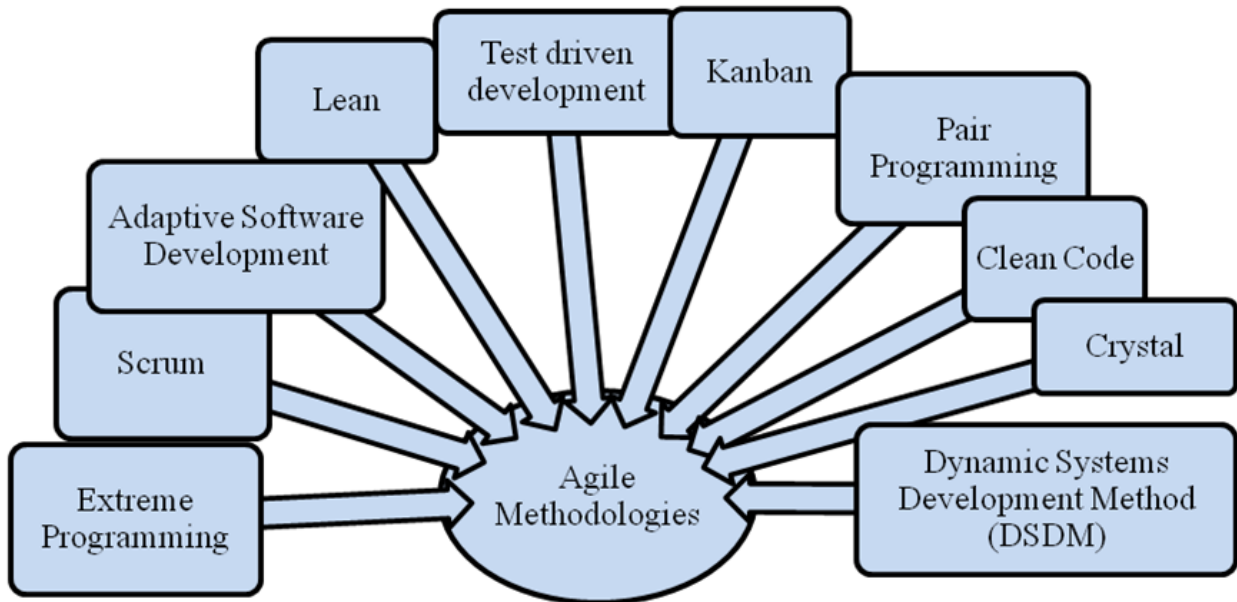 Test driven
development
Kanban
Lean
Pair
Programming
Adaptive Software
Development
Clean Code
Scrum
Crystal
Extreme
Programming
Agile
Methodologies
Dynamic Systems
Development Method
(DSDM)